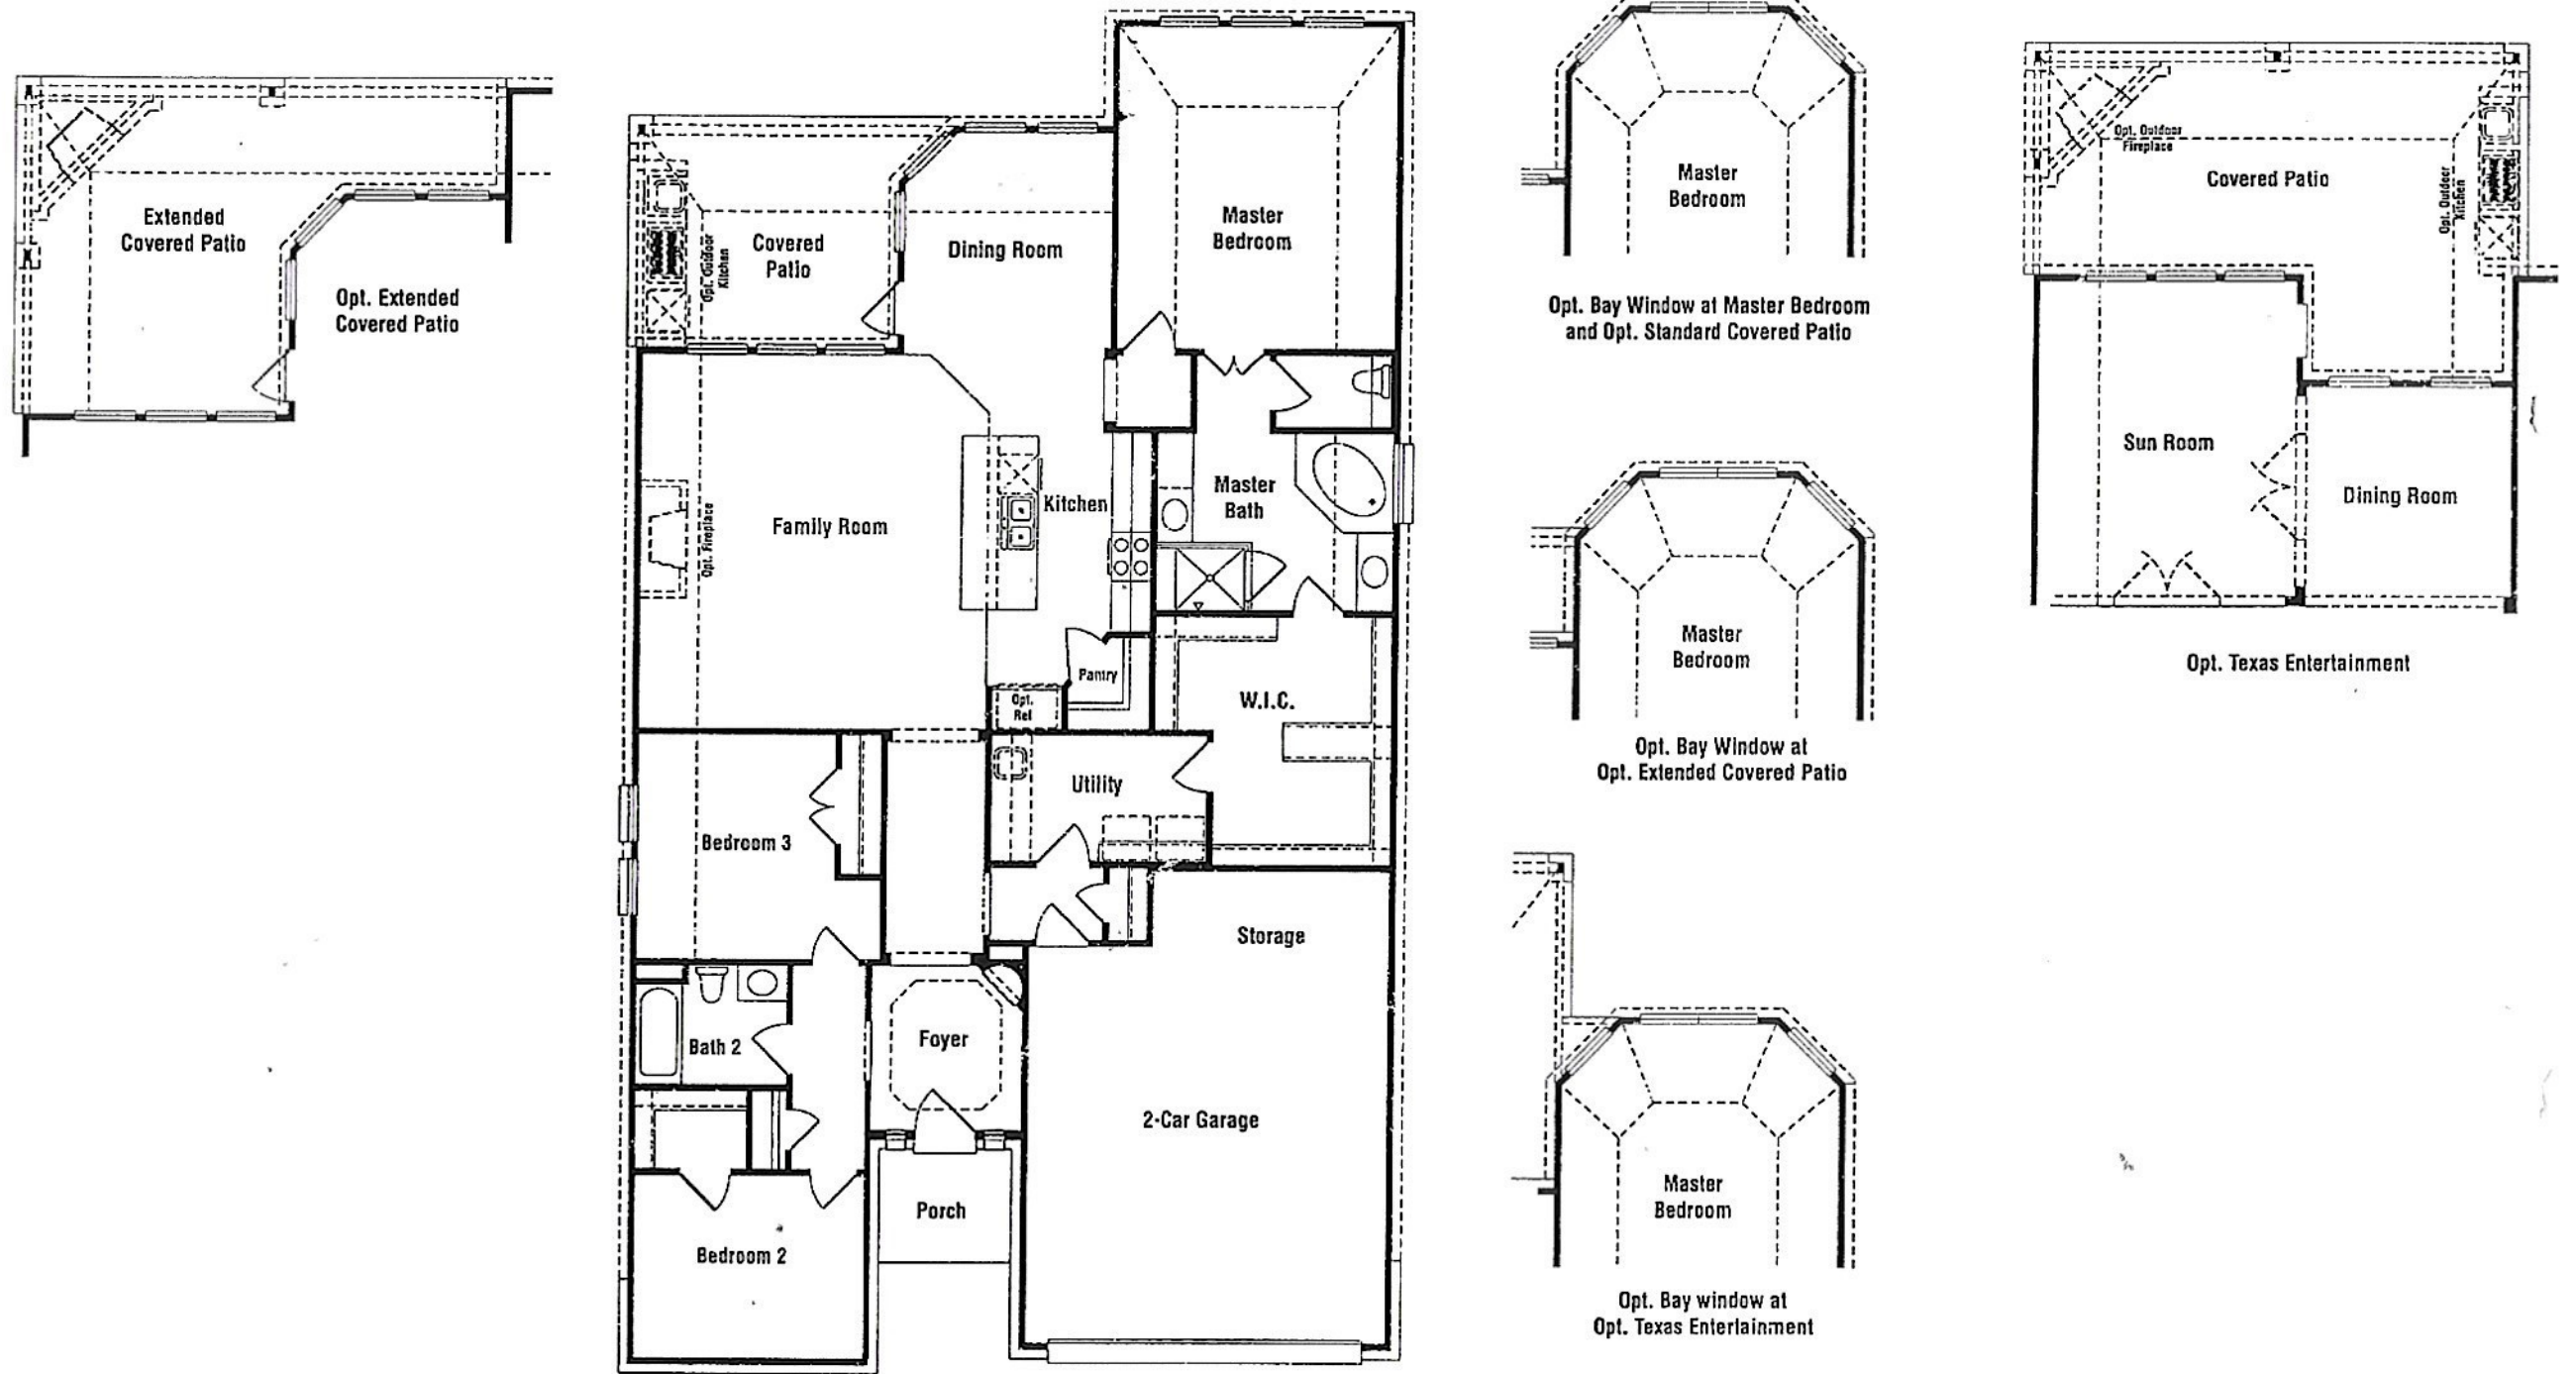 Extended
Covered Patio
Opt. Extended
Covered Patio
Opt. Outdoor
Kitchen
Covered
Patio
Dining Room
Master
Bedroom
Family Room
Opt. Fireplace
Kitchen
Master
Bath
Pantry
Opt.
Ref
W.I.C.
Utility
Bedroom 3
Storage
Bath 2
Foyer
2-Car Garage
Porch
Bedroom 2
Master
Bedroom
Opt. Bay Window at Master Bedroom
and Opt. Standard Covered Patio
Master
Bedroom
Opt. Bay Window at
Opt. Extended Covered Patio
Master
Bedroom
Opt. Bay window at
Opt. Texas Entertainment
Opt. Outdoor
Fireplace
Covered Patio
Opt. Outdoor
Kitchen
Sun Room
Dining Room
Opt. Texas Entertainment